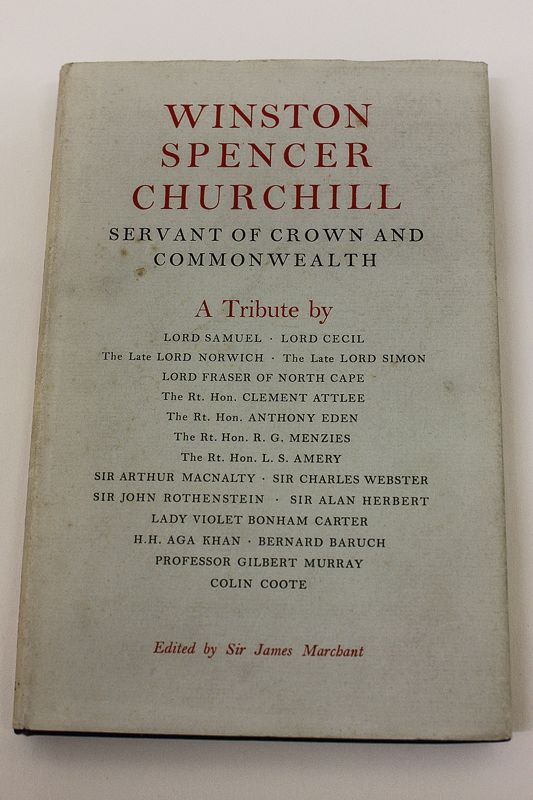 WINSTON
SPENCER
CHURCHILL
SERVANT OF CROWN AND
COMMONWEALTH
A Tribute by
LORD SAMUEL · LORD CECIL
The Late LORD NORWICH · The Late LORD SIMON
LORD FRASER OF NORTH CAPE
The Rt. Hon. CLEMENT ATTLEE
The Rt. Hon. ANTHONY EDEN
The Rt. Hon. R. G. MENZIES
The Rt. Hon. L. S. AMERY
SIR ARTHUR MACNALTY · SIR CHARLES WEBSTER
SIR JOHN ROTHENSTEIN · SIR ALAN HERBERT
LADY VIOLET BONHAM CARTER
H.H. AGA KHAN · BERNARD BARUCH
PROFESSOR GILBERT MURRAY
COLIN COOTE
Edited by Sir James Marchant